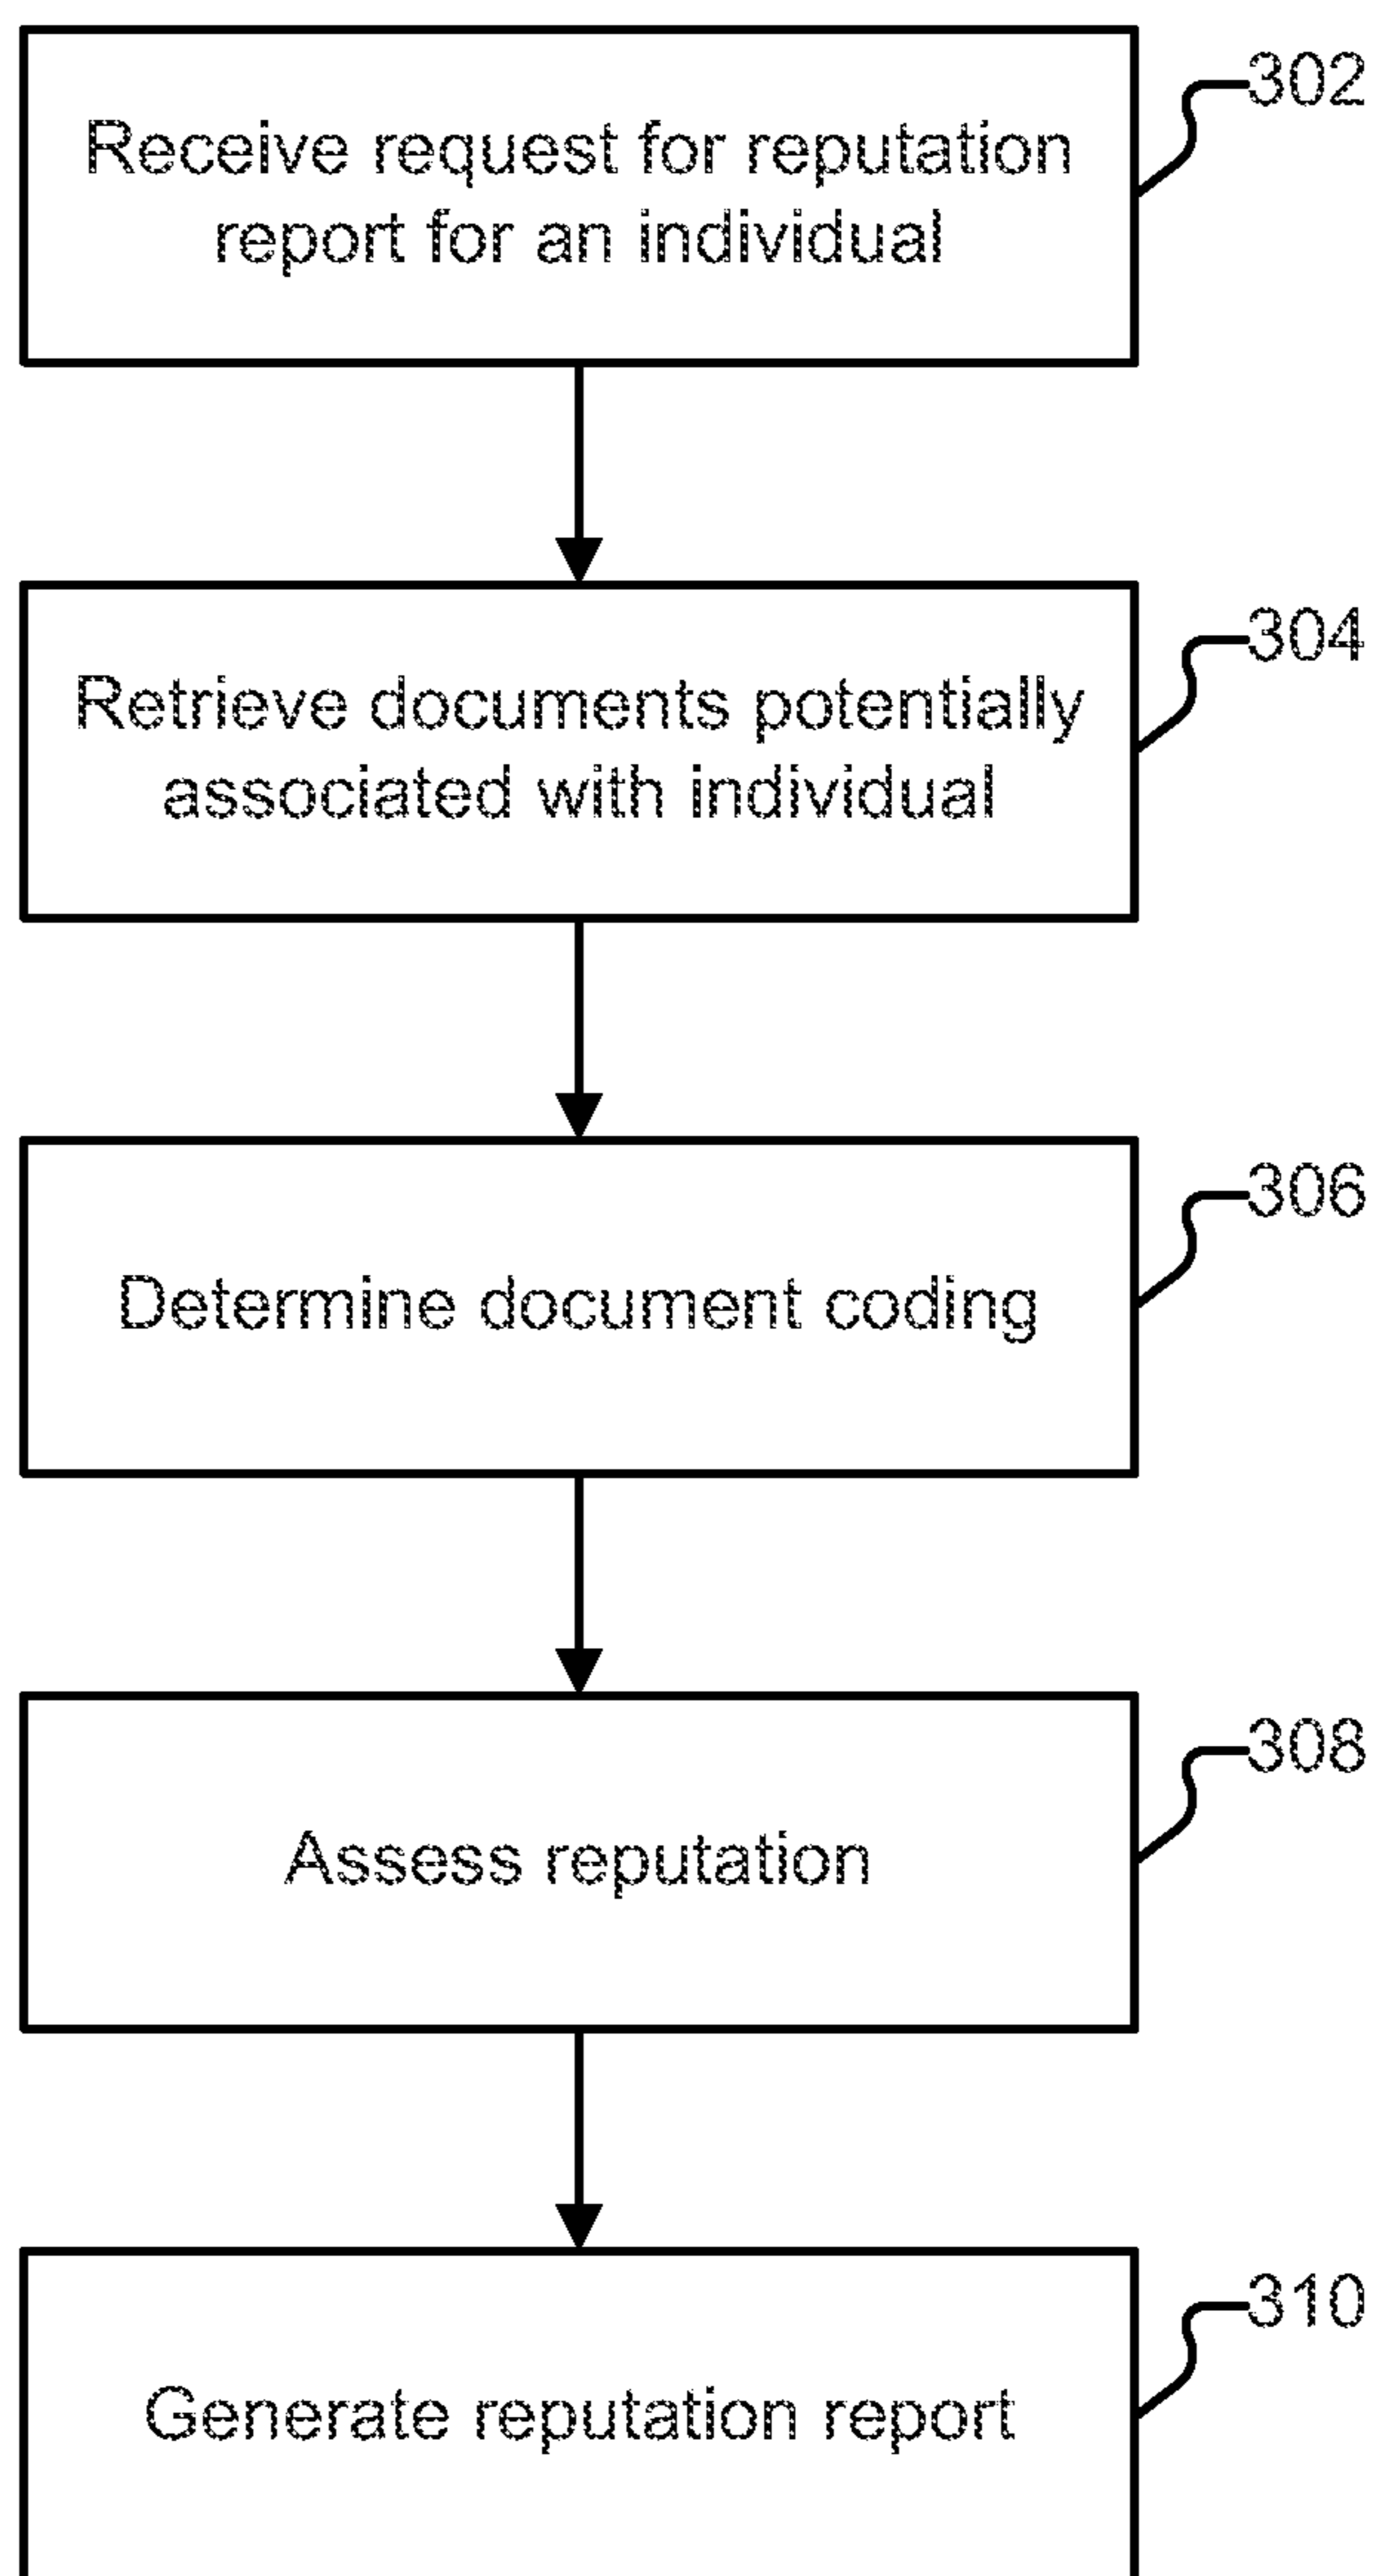 302
Receive request for reputation
report for an individual
304
Retrieve documents potentially
associated with individual
306
Determine document coding
308
Assess reputation
310
Generate reputation report